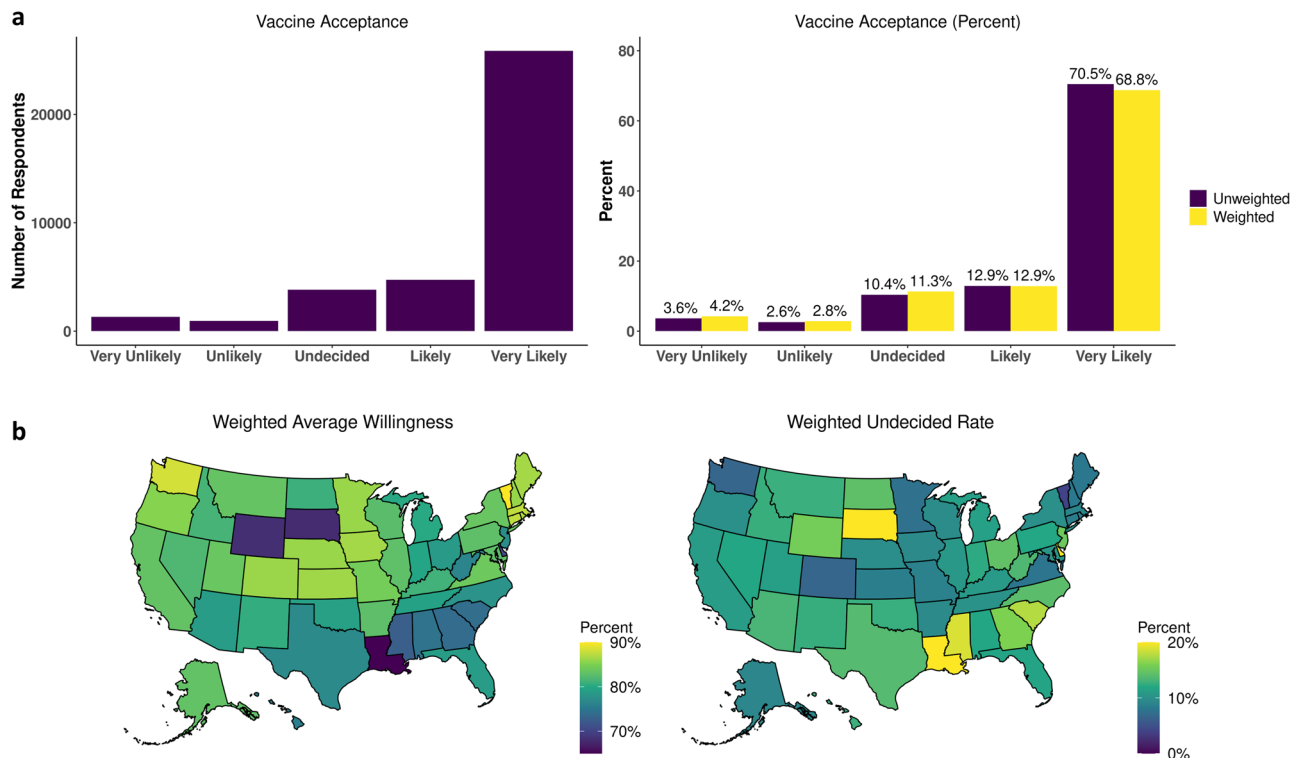 a
Vaccine Acceptance
Number of Respondents
20000
10000
0
Very Unlikely Unlikely Undecided Likely Very Likely
Vaccine Acceptance (Percent)
Percent
80
60
40
20
0
3.6% 4.2% 2.6% 2.8% 10.4% 11.3% 12.9% 12.9% 70.5% 68.8%
Very Unlikely Unlikely Undecided Likely Very Likely
Unweighted
Weighted
b
Weighted Average Willingness
Percent
90%
80%
70%
Weighted Undecided Rate
Percent
20%
10%
0%